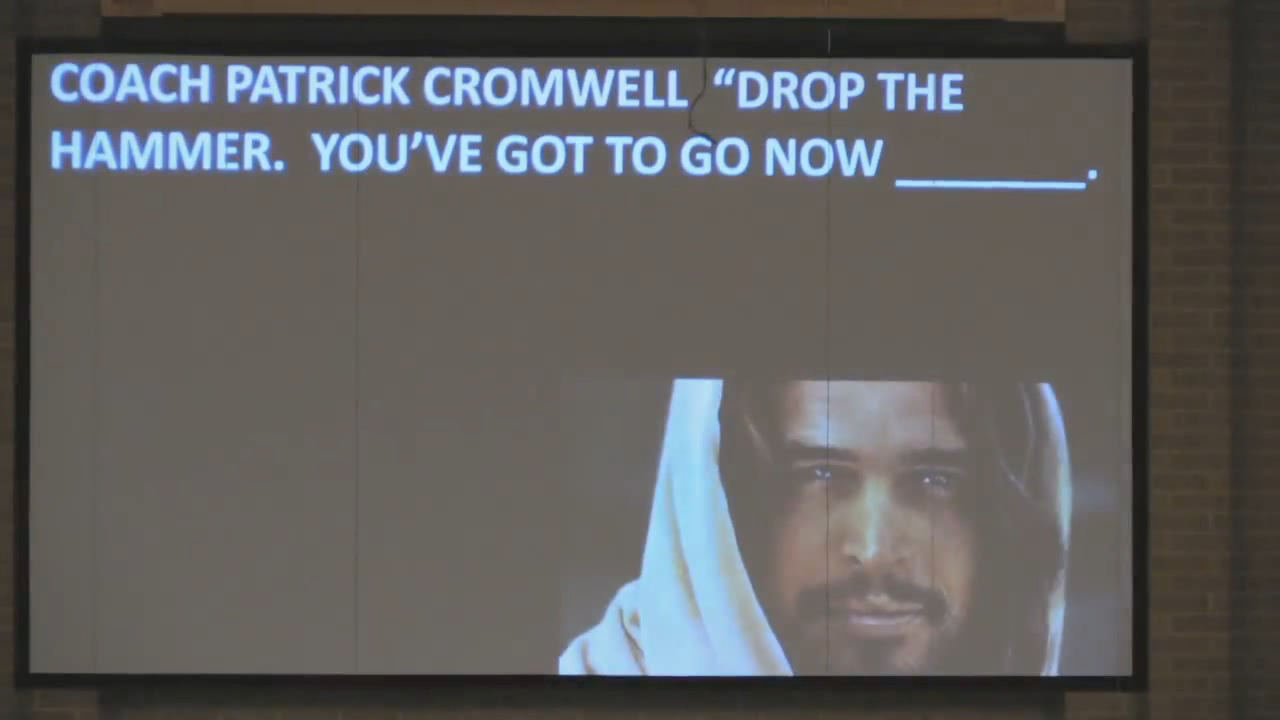 COACH PATRICK CROMWELL “DROP THE
HAMMER. YOU’VE GOT TO GO NOW ________.